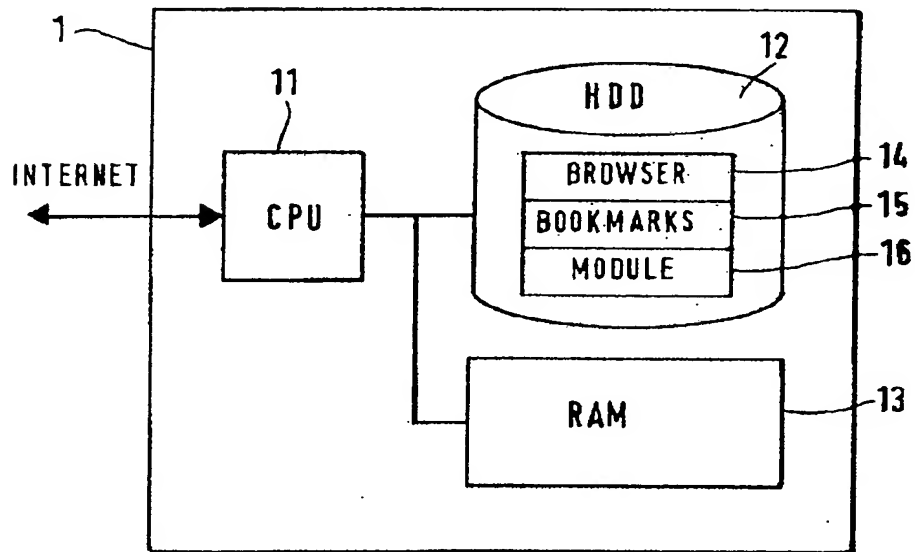 1
11
12
HDD
INTERNET
CPU
BROWSER
14
BOOKMARKS
15
MODULE
16
RAM
13